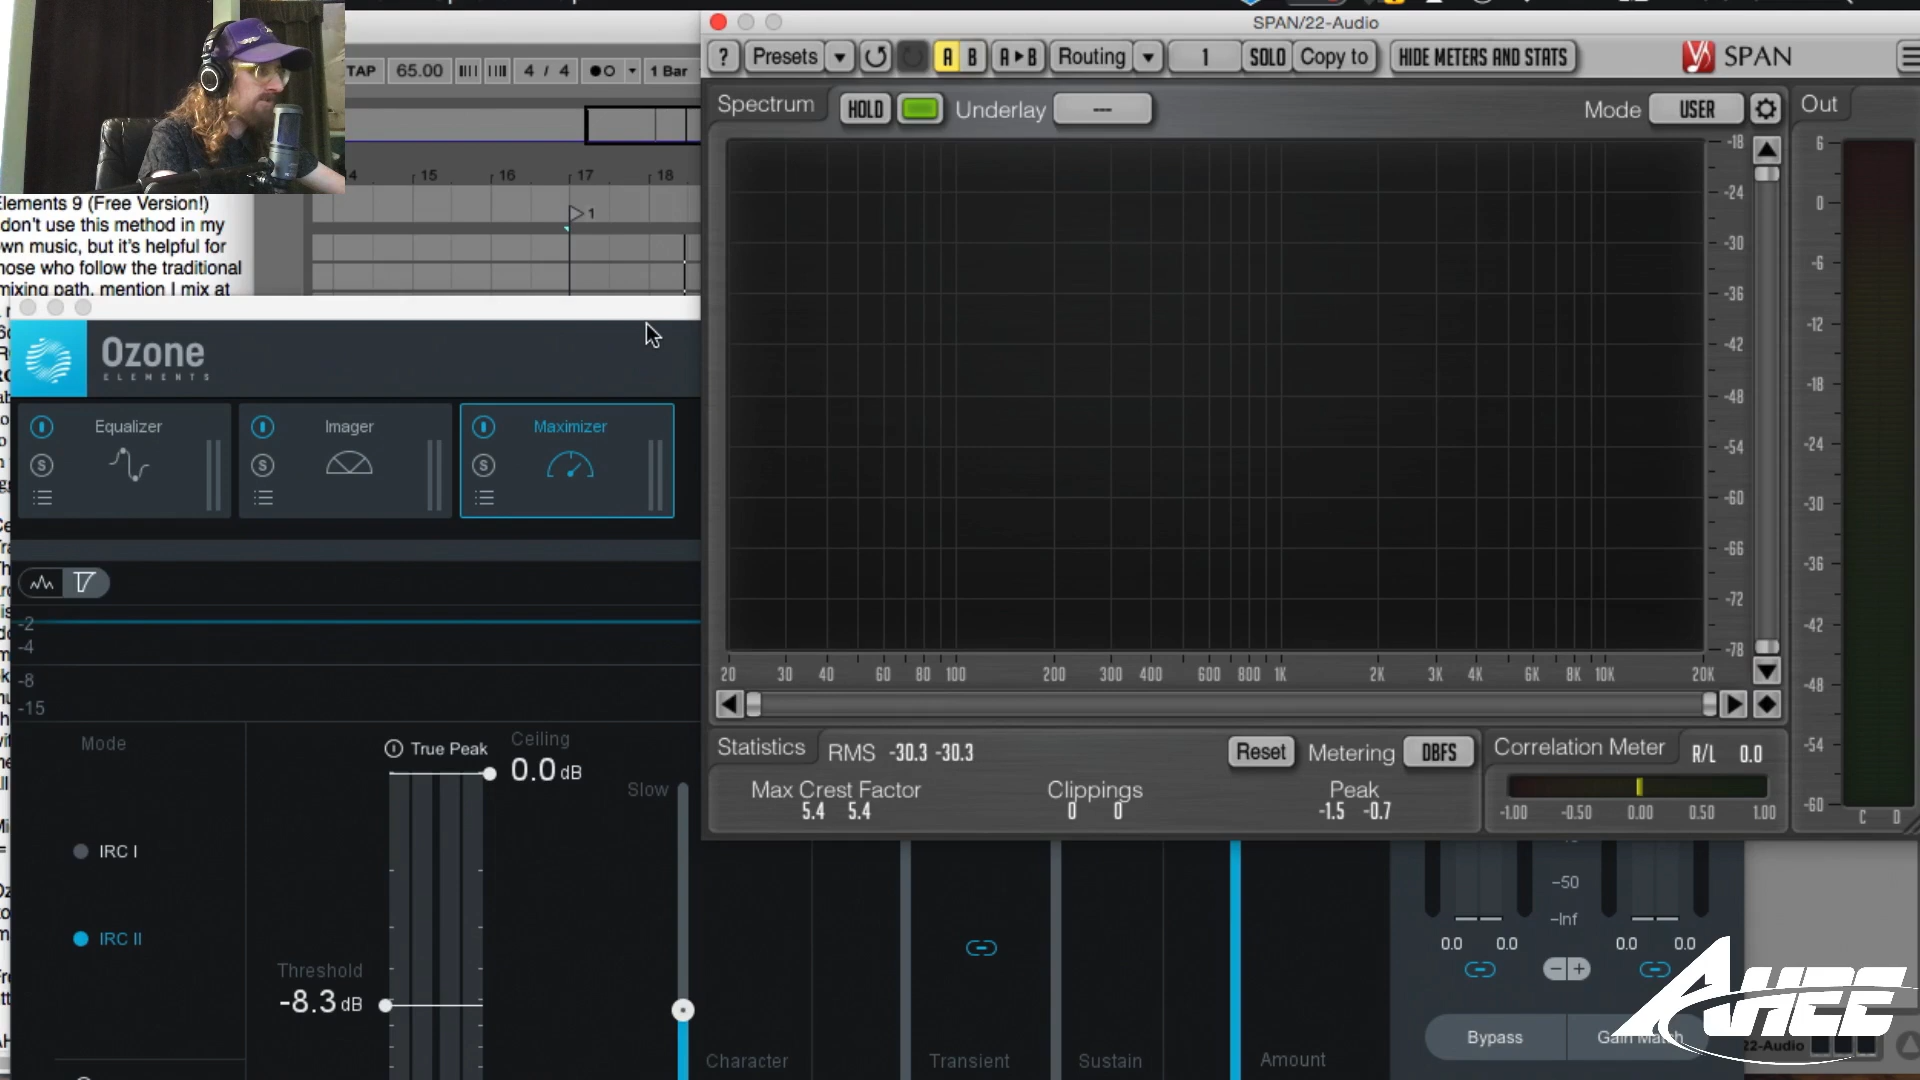 SPAN/22-Audio
TAP 65.00 4 / 4 1 Bar
? Presets A B A▸B Routing 1 SOLO Copy to HIDE METERS AND STATS SPAN
Spectrum HOLD Underlay --- Mode USER Out
15 16 17 18
1
Elements 9 (Free Version!)
don't use this method in my
own music, but it's helpful for
those who follow the traditional
mixing path, mention I mix at
Ozone
ELEMENTS
Equalizer Imager Maximizer
S S S
-2
-4
-8
-15
Mode
True Peak
Ceiling
0.0 dB
Slow
IRC I
IRC II
Threshold
-8.3 dB
Character
Transient
Sustain
Amount
-18
-24
-30
-36
-42
-48
-54
-60
-66
-72
-78
20 30 40 60 80 100 200 300 400 600 800 1K 2K 3K 4K 6K 8K 10K 20K
6
0
-6
-12
-18
-24
-30
-36
-42
-48
-54
-60
C D
Statistics RMS -30.3 -30.3 Reset Metering DBFS
Max Crest Factor Clippings Peak
5.4 5.4 0 0 -1.5 -0.7
Correlation Meter R/L 0.0
-1.00 -0.50 0.00 0.50 1.00
-50
-Inf
0.0 0.0 0.0 0.0
Bypass
Gain Match
AHEE
22-Audio